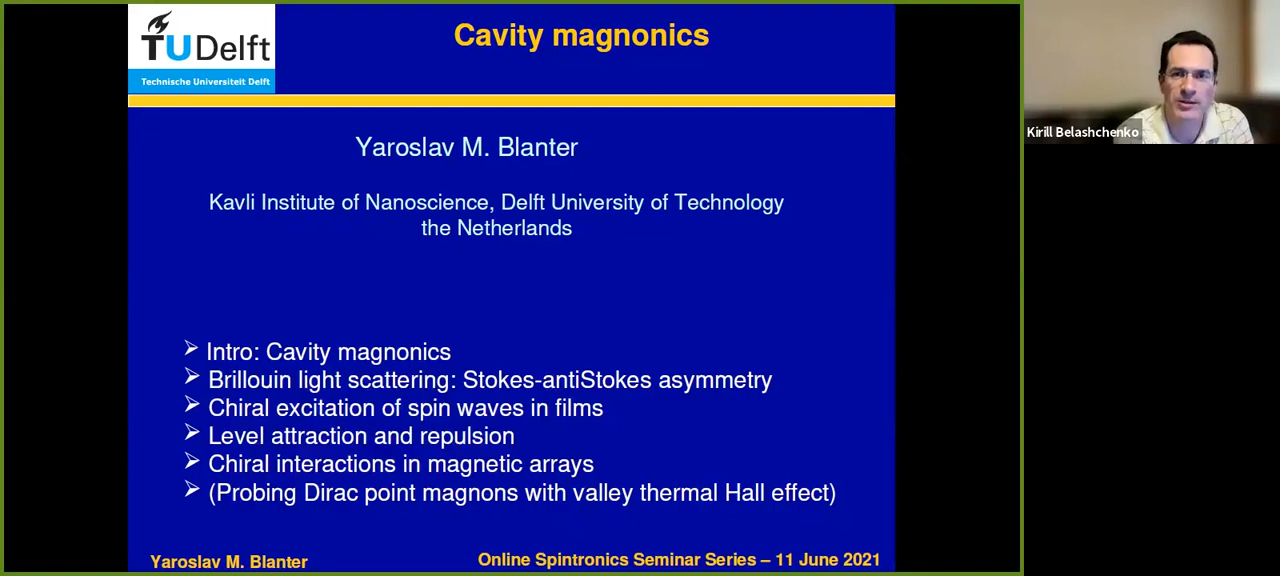 TUDelft
Technische Universiteit Delft
Cavity magnonics
Yaroslav M. Blanter
Kavli Institute of Nanoscience, Delft University of Technology
the Netherlands
➢ Intro: Cavity magnonics
➢ Brillouin light scattering: Stokes-antiStokes asymmetry
➢ Chiral excitation of spin waves in films
➢ Level attraction and repulsion
➢ Chiral interactions in magnetic arrays
➢ (Probing Dirac point magnons with valley thermal Hall effect)
Yaroslav M. Blanter
Online Spintronics Seminar Series – 11 June 2021
Kirill Belashchenko